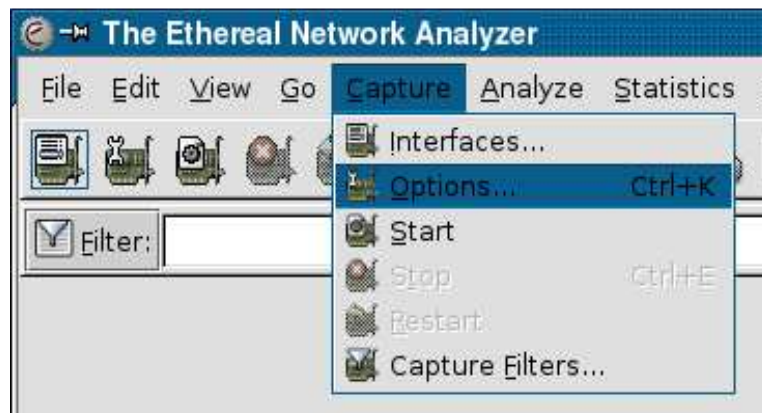 The Ethereal Network Analyzer
File Edit View Go Capture Analyze Statistics
Interfaces...
Options... Ctrl+K
Filter:
Start
Stop Ctrl+E
Restart
Capture Filters...